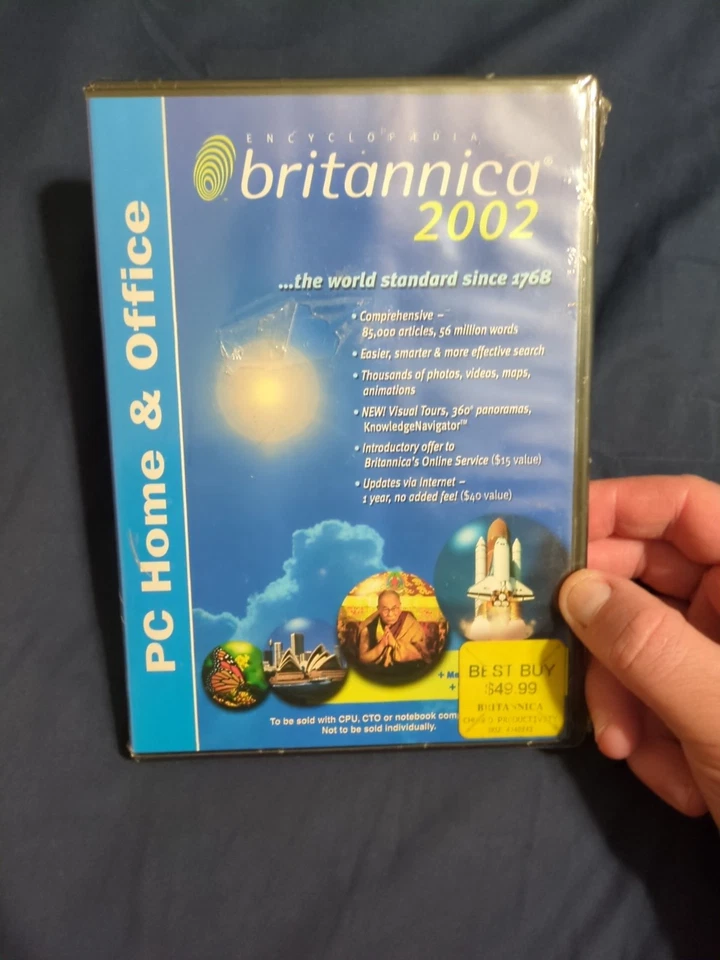 PC Home & Office
ENCYCLOPÆDIA
britannica®
2002
...the world standard since 1768
• Comprehensive –
85,000 articles, 56 million words
• Easier, smarter & more effective search
• Thousands of photos, videos, maps,
animations
• NEW! Visual Tours, 360° panoramas,
KnowledgeNavigator™
• Introductory offer to
Britannica's Online Service ($15 value)
• Updates via Internet –
1 year, no added fee! ($40 value)
+
+
To be sold with CPU, CTO or notebook
Not to be sold individually.
BEST BUY
$49.99
BRITANNICA